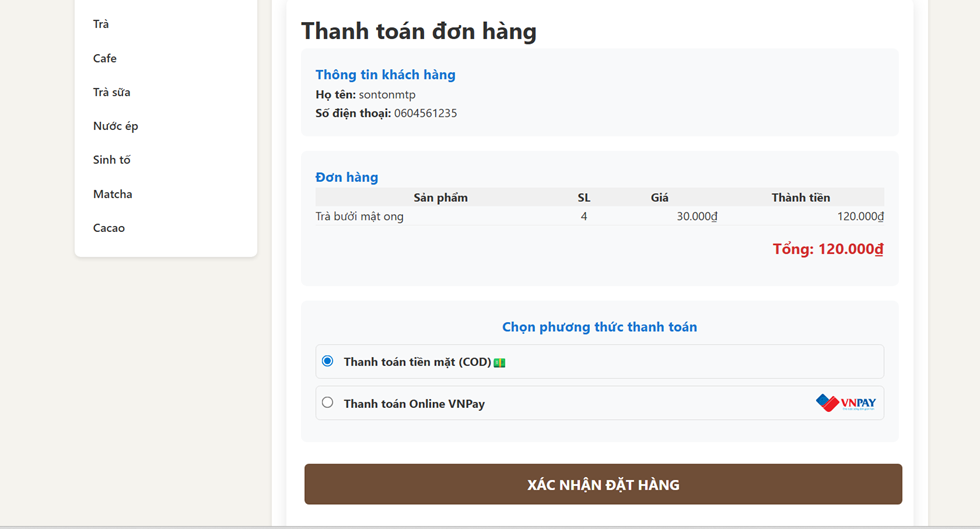 Trà
Cafe
Trà sữa
Nước ép
Sinh tố
Matcha
Cacao
Thanh toán đơn hàng
Thông tin khách hàng
Họ tên: sontonmtp
Số điện thoại: 0604561235
Đơn hàng
Sản phẩm SL Giá Thành tiền
Trà bưởi mật ong 4 30.000₫ 120.000₫
Tổng: 120.000₫
Chọn phương thức thanh toán
Thanh toán tiền mặt (COD)
Thanh toán Online VNPay
VNPAY
XÁC NHẬN ĐẶT HÀNG